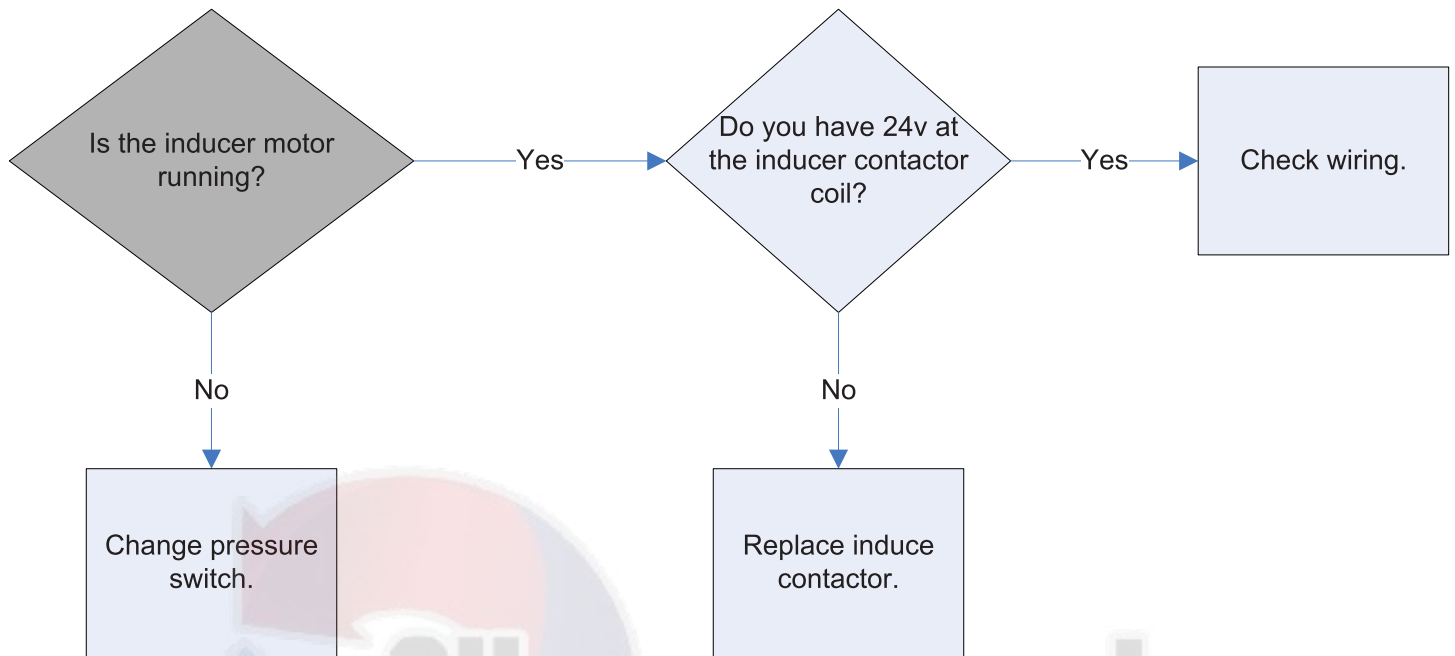 Is the inducer motor
running?
Yes
Do you have 24v at
the inducer contactor
coil?
Yes
Check wiring.
No
No
Change pressure
switch.
Replace induce
contactor.